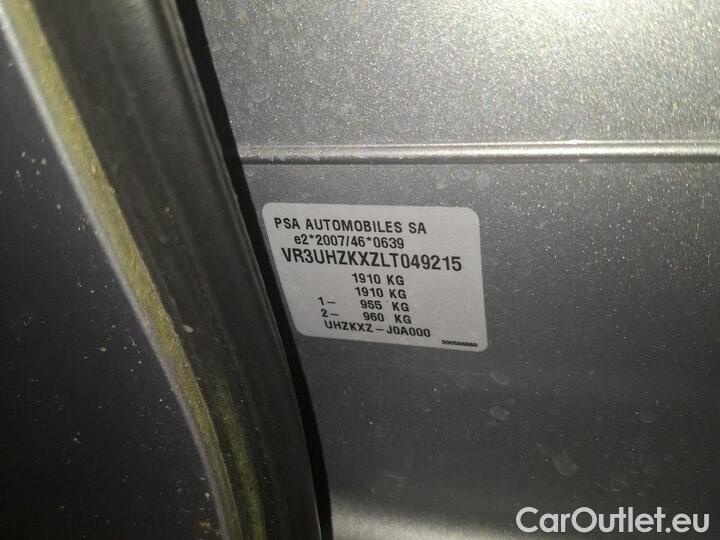 PSA AUTOMOBILES SA
e2*2007/46*0639
VR3UHZKXZLT049215
1910 KG
1910 KG
1- 965 KG
2- 960 KG
UHZKXZ-J0A000
CarOutlet.eu